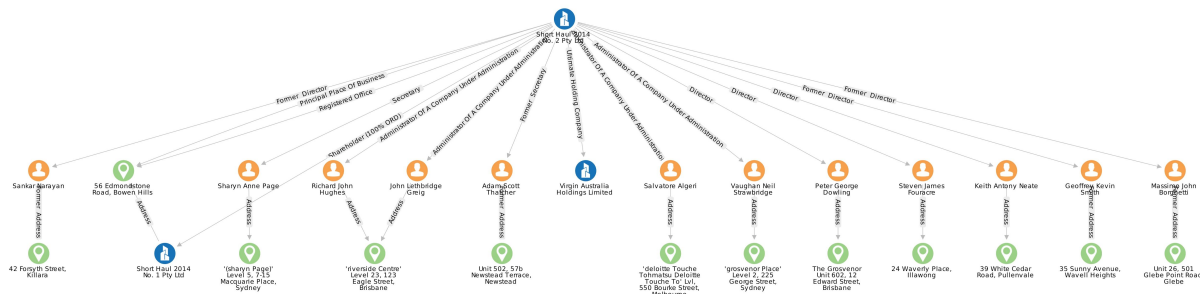 Short Haul 2014
No. 2 Pty Ltd
Former Director
Principal Place Of Business
Registered Office
Secretary
Shareholder (100% ORD)
Administrator Of A Company Under Administration
Administrator Of A Company Under Administration
Former Secretary
Ultimate Holding Company
Administrator Of A Company Under Administration
Administrator Of A Company Under Administration
Director
Director
Director
Former Director
Former Director
Sankar Narayan
56 Edmondstone
Road, Bowen Hills
Sharyn Anne Page
Richard John
Hughes
John Lethbridge
Greig
Adam Scott
Thatcher
Virgin Australia
Holdings Limited
Salvatore Algeri
Vaughan Neil
Strawbridge
Peter George
Dowling
Steven James
Fouracre
Keith Antony Neate
Geoffrey Kevin
Smith
Massimo John
Borghetti
Former Address
Address
Address
Address
Address
Former Address
Address
Address
Address
Address
Address
Former Address
Former Address
42 Forsyth Street,
Killara
Short Haul 2014
No. 1 Pty Ltd
'(sharyn Page)'
Level 5, 7-15
Macquarie Place,
Sydney
'riverside Centre'
Level 23, 123
Eagle Street,
Brisbane
Unit 502, 57b
Newstead Terrace,
Newstead
'deloitte Touche
Tohmatsu Deloitte
Touche To' Lvl,
550 Bourke Street,
Melbourne
'grosvenor Place'
Level 2, 225
George Street,
Sydney
The Grosvenor
Unit 602, 12
Edward Street,
Brisbane
24 Waverly Place,
Illawong
39 White Cedar
Road, Pullenvale
35 Sunny Avenue,
Wavell Heights
Unit 26, 501
Glebe Point Road,
Glebe